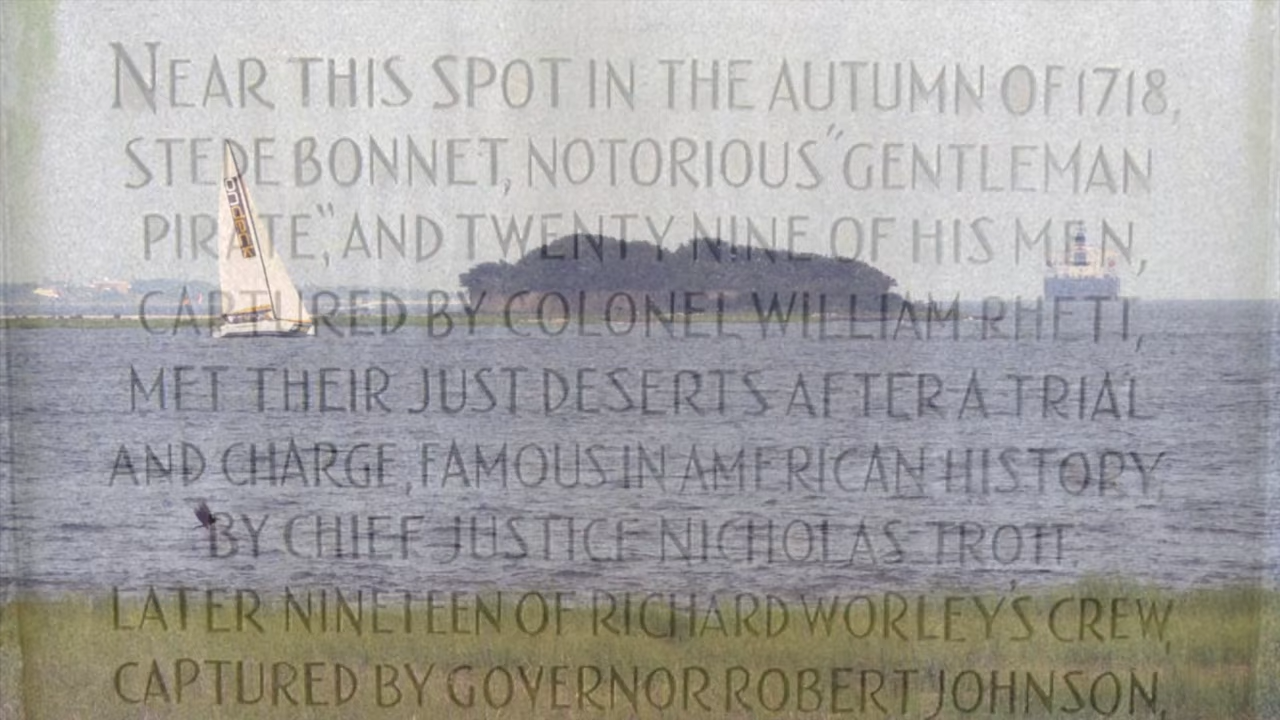 NEAR THIS SPOT IN THE AUTUMN OF 1718,
STEDE BONNET, NOTORIOUS "GENTLEMAN
PIRATE," AND TWENTY NINE OF HIS MEN,
CAPTURED BY COLONEL WILLIAM RHETT,
MET THEIR JUST DESERTS AFTER A TRIAL
AND CHARGE, FAMOUS IN AMERICAN HISTORY,
BY CHIEF JUSTICE NICHOLAS TROTT.
LATER NINETEEN OF RICHARD WORLEY'S CREW,
CAPTURED BY GOVERNOR ROBERT JOHNSON,